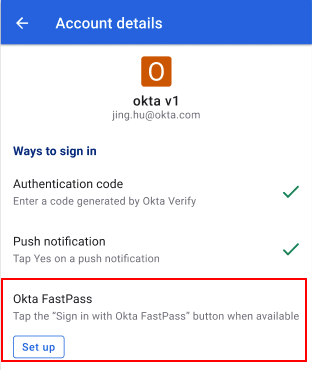 Account details
O
okta v1
jing.hu@okta.com
Ways to sign in
Authentication code
Enter a code generated by Okta Verify
Push notification
Tap Yes on a push notification
Okta FastPass
Tap the “Sign in with Okta FastPass” button when available
Set up